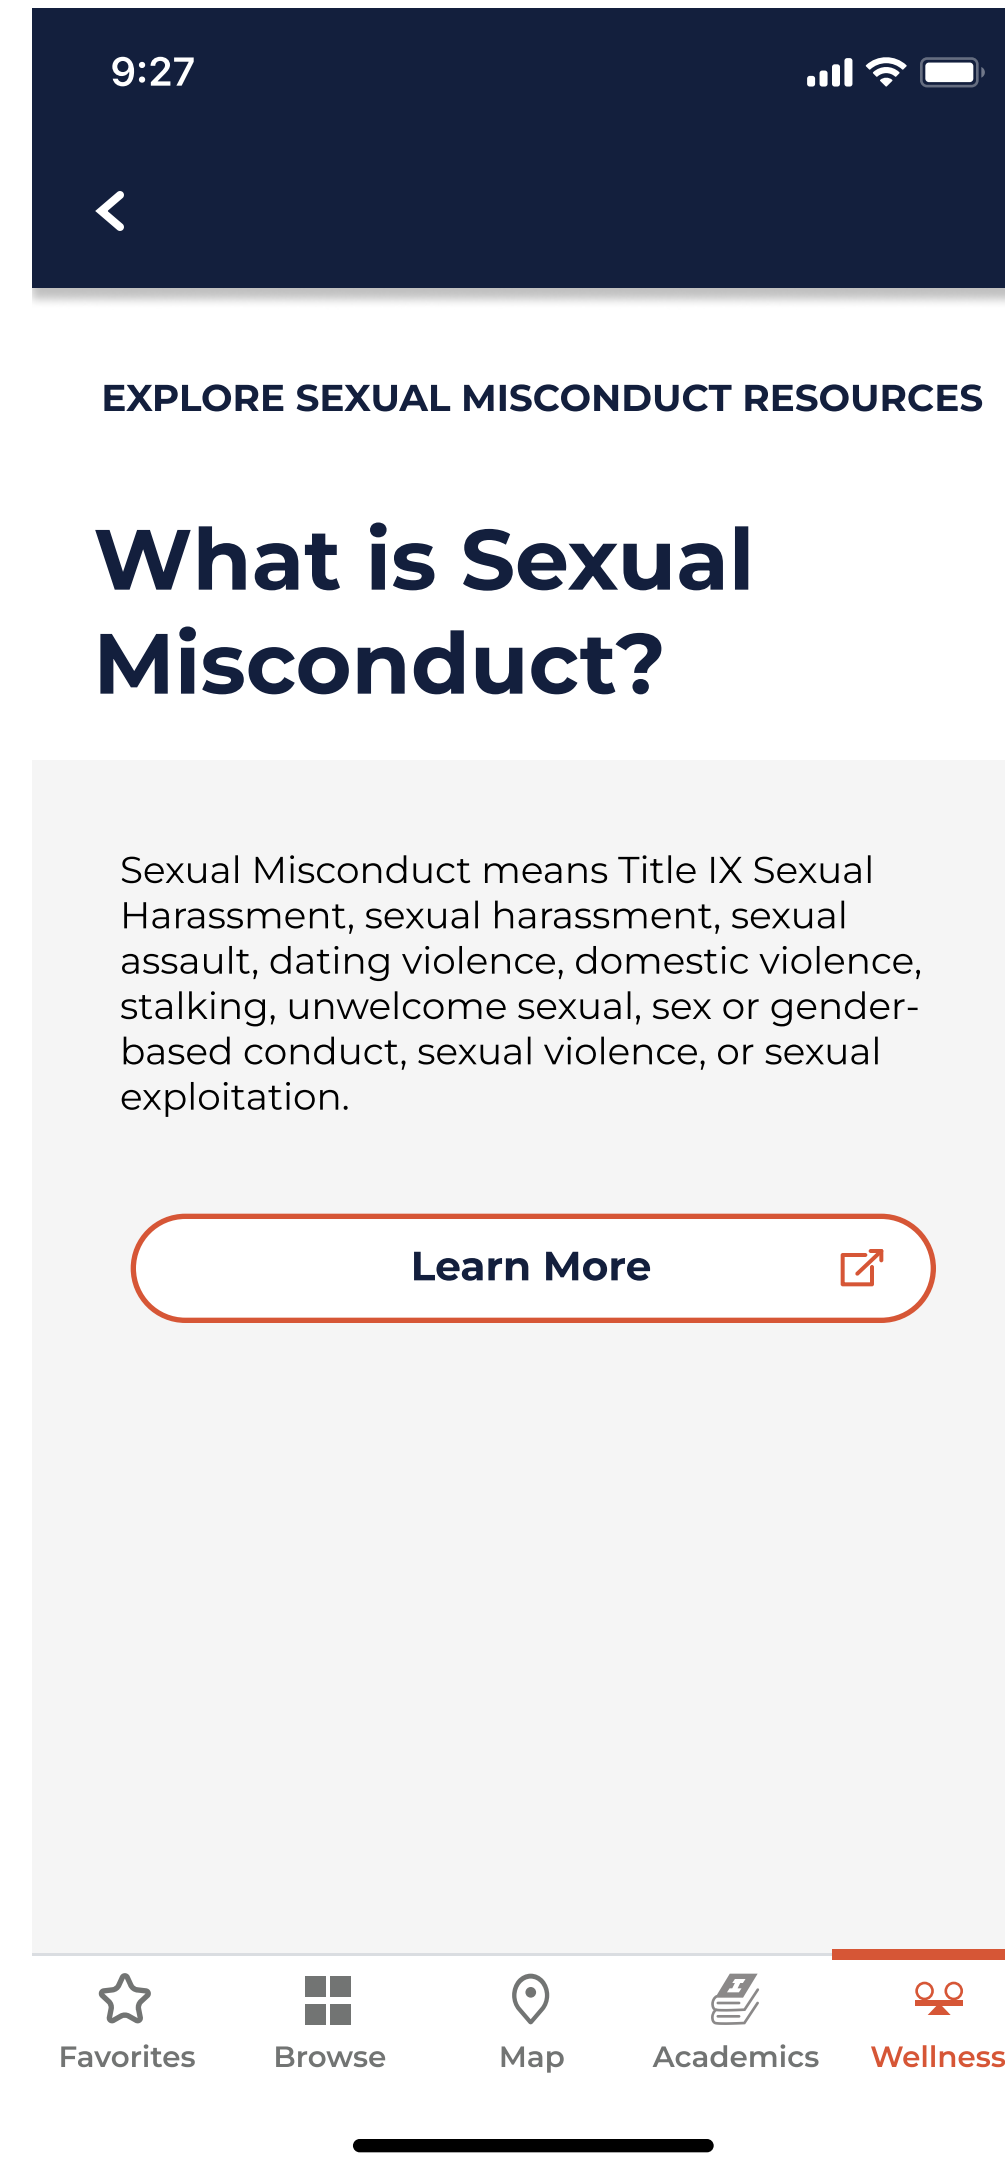 9:27
EXPLORE SEXUAL MISCONDUCT RESOURCES
What is Sexual
Misconduct?
Sexual Misconduct means Title IX Sexual
Harassment, sexual harassment, sexual
assault, dating violence, domestic violence,
stalking, unwelcome sexual, sex or gender-
based conduct, sexual violence, or sexual
exploitation.
Learn More
Favorites Browse Map Academics Wellness